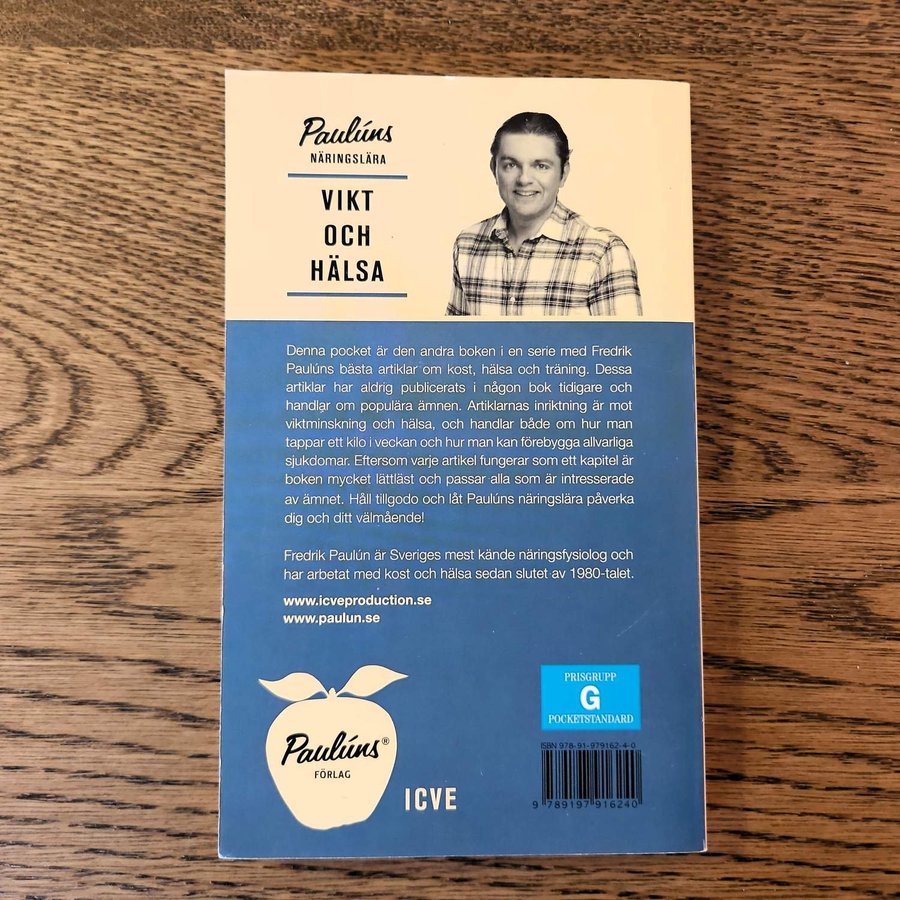 Paulúns
NÄRINGSLÄRA
VIKT
OCH
HÄLSA
Denna pocket är den andra boken i en serie med Fredrik
Paulúns bästa artiklar om kost, hälsa och träning. Dessa
artiklar har aldrig publicerats i någon bok tidigare och
handlar om populära ämnen. Artiklarnas inriktning är mot
viktminskning och hälsa, och handlar både om hur man
tappar ett kilo i veckan och hur man kan förebygga allvarliga
sjukdomar. Eftersom varje artikel fungerar som ett kapitel är
boken mycket lättläst och passar alla som är intresserade
av ämnet. Håll tillgodo och låt Paulúns näringslära påverka
dig och ditt välmående!
Fredrik Paulún är Sveriges mest kände näringsfysiolog och
har arbetat med kost och hälsa sedan slutet av 1980-talet.
www.icveproduction.se
www.paulun.se
Paulúns®
FÖRLAG
ICVE
PRISGRUPP
G
POCKETSTANDARD
ISBN 978-91-979162-4-0
9 789197 916240